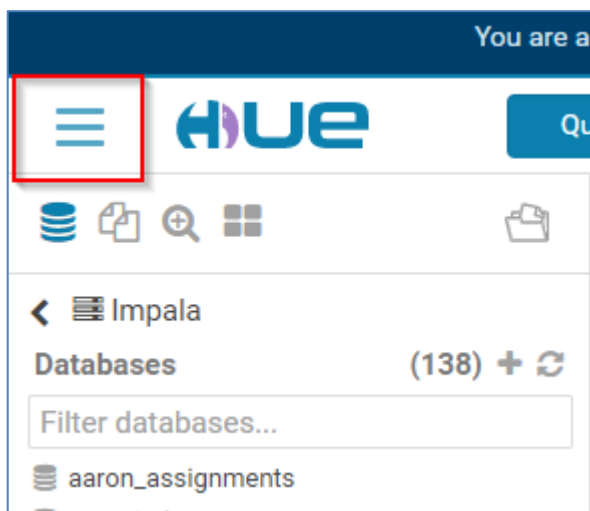 You are a
HUE
Qu
Impala
Databases (138)
Filter databases...
aaron_assignments